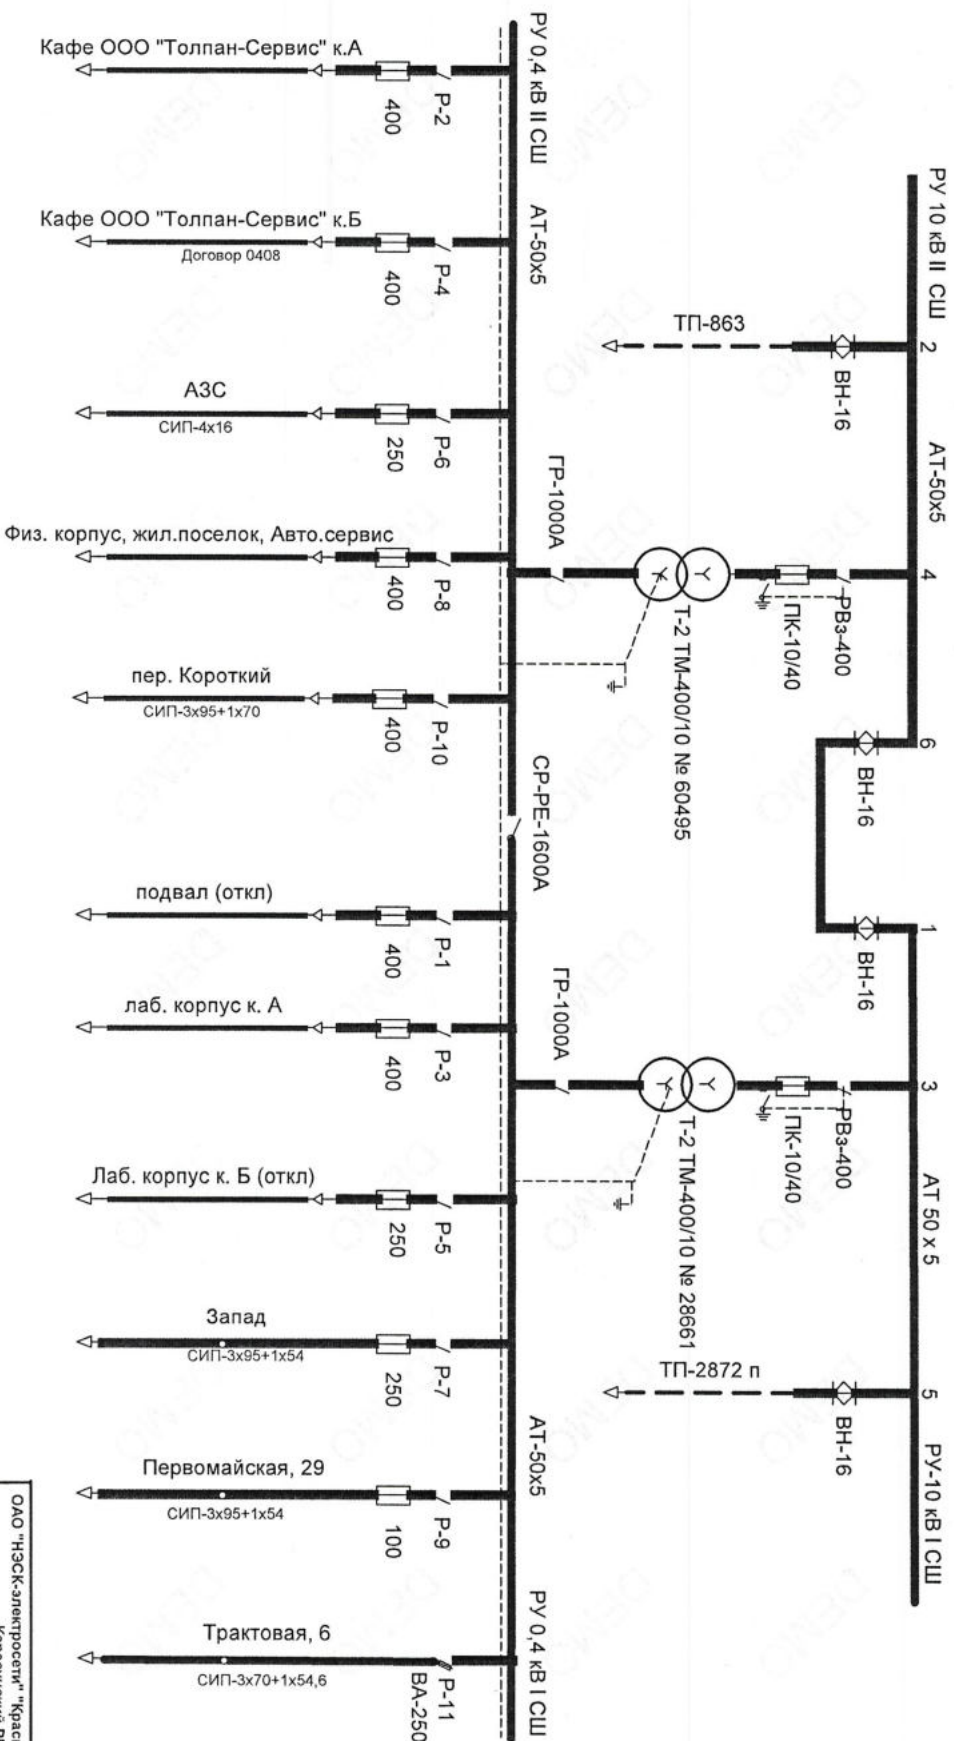 РУ 10 кВ II СШ
2
АТ-50х5
4
6
1
3
АТ 50 х 5
5
РУ-10 кВ I СШ
ТП-863
ВН-16
РВз-400
ПК-10/40
ВН-16
ВН-16
РВз-400
ПК-10/40
ТП-2872 п
ВН-16
Т-2 ТМ-400/10 № 60495
Т-2 ТМ-400/10 № 28661
ГР-1000А
ГР-1000А
РУ 0,4 кВ II СШ
АТ-50х5
СР-РЕ-1600А
АТ-50х5
РУ 0,4 кВ I СШ
Кафе ООО "Толпан-Сервис" к.А
400
Р-2
Кафе ООО "Толпан-Сервис" к.Б
Договор 0408
400
Р-4
АЗС
СИП-4х16
250
Р-6
Физ. корпус, жил.поселок, Авто.сервис
400
Р-8
пер. Короткий
СИП-3х95+1х70
400
Р-10
подвал (откл)
400
Р-1
лаб. корпус к. А
400
Р-3
Лаб. корпус к. Б (откл)
250
Р-5
Запад
СИП-3х95+1х54
250
Р-7
Первомайская, 29
СИП-3х95+1х54
100
Р-9
Трактовая, 6
СИП-3х70+1х54,6
Р-11
ВА-250
ОАО "НЭСК-электросети"
DEMO